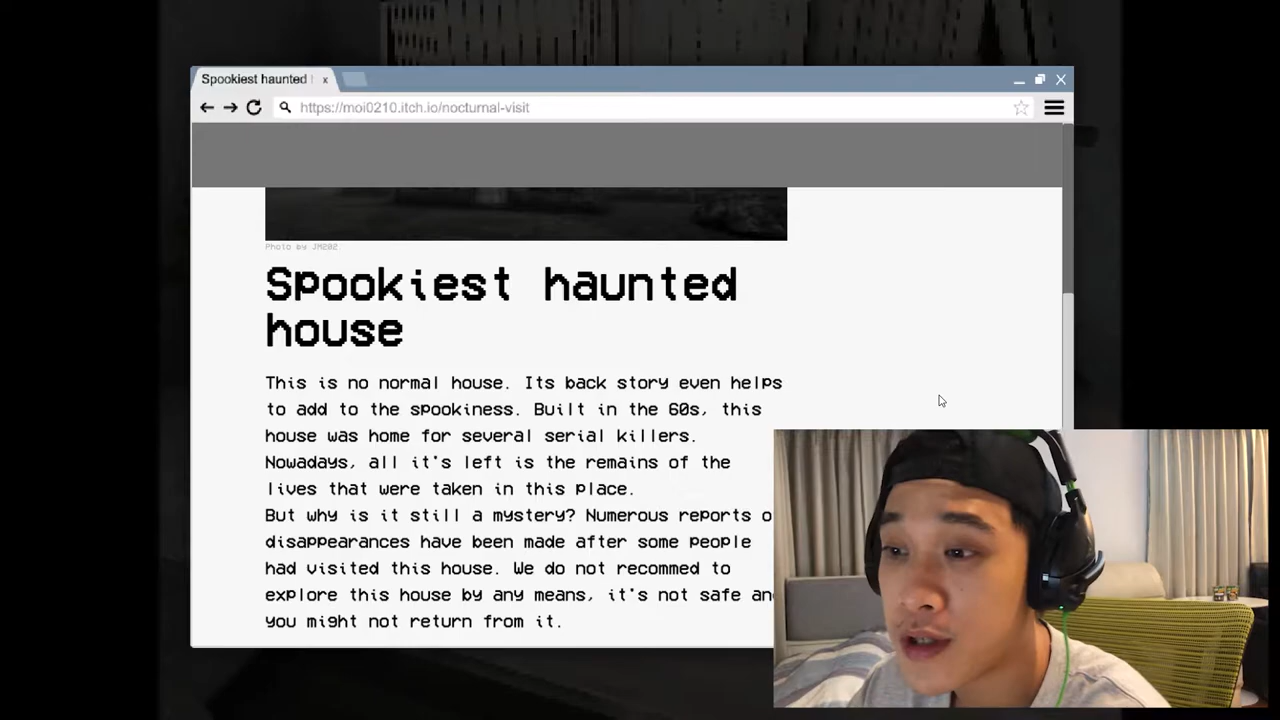 Spookiest haunted
x
https://moi0210.itch.io/nocturnal-visit
Photo by JM202
Spookiest haunted
house
This is no normal house. Its back story even helps
to add to the spookiness. Built in the 60s, this
house was home for several serial killers.
Nowadays, all it's left is the remains of the
lives that were taken in this place.
But why is it still a mystery? Numerous reports o
disappearances have been made after some people
had visited this house. We do not recommed to
explore this house by any means, it's not safe an
you might not return from it.